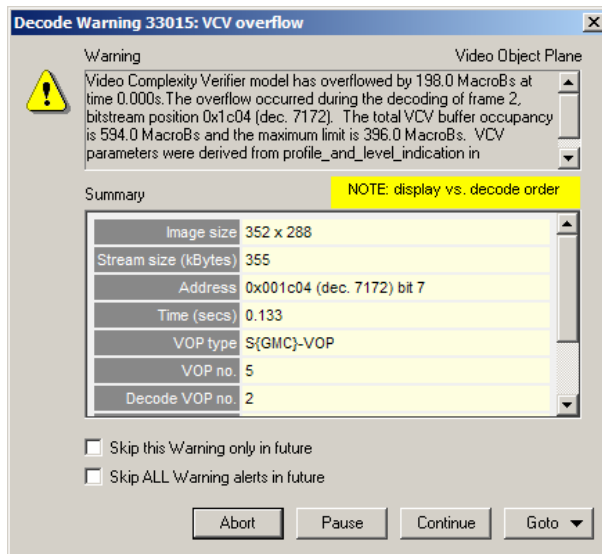 Decode Warning 33015: VCV overflow
Warning
Video Object Plane
Video Complexity Verifier model has overflowed by 198.0 MacroBs at
time 0.000s.The overflow occurred during the decoding of frame 2,
bitstream position 0x1c04 (dec. 7172).  The total VCV buffer occupancy
is 594.0 MacroBs and the maximum limit is 396.0 MacroBs.  VCV
parameters were derived from profile_and_level_indication in
Summary
NOTE: display vs. decode order
Image size 352 x 288
Stream size (kBytes) 355
Address 0x001c04 (dec. 7172) bit 7
Time (secs) 0.133
VOP type S{GMC}-VOP
VOP no. 5
Decode VOP no. 2
Skip this Warning only in future
Skip ALL Warning alerts in future
Abort
Pause
Continue
Goto